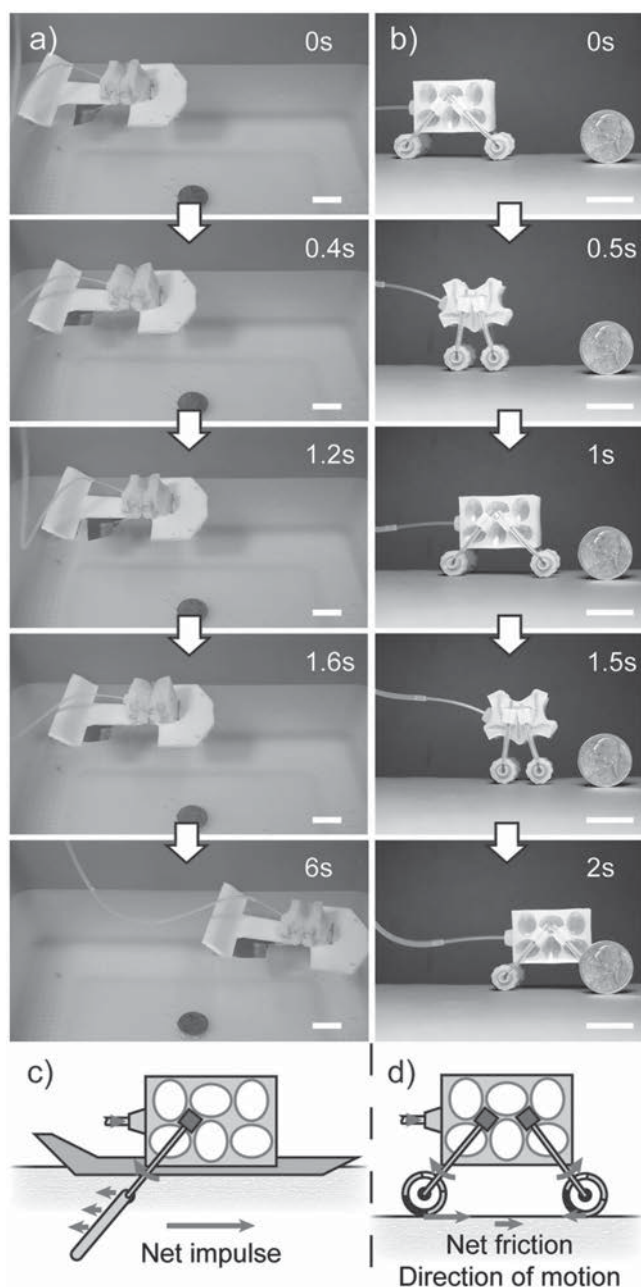 a)
0s
b)
0s
0.4s
0.5s
1.2s
1s
1.6s
1.5s
6s
2s
c)
d)
Net impulse
Net friction
Direction of motion